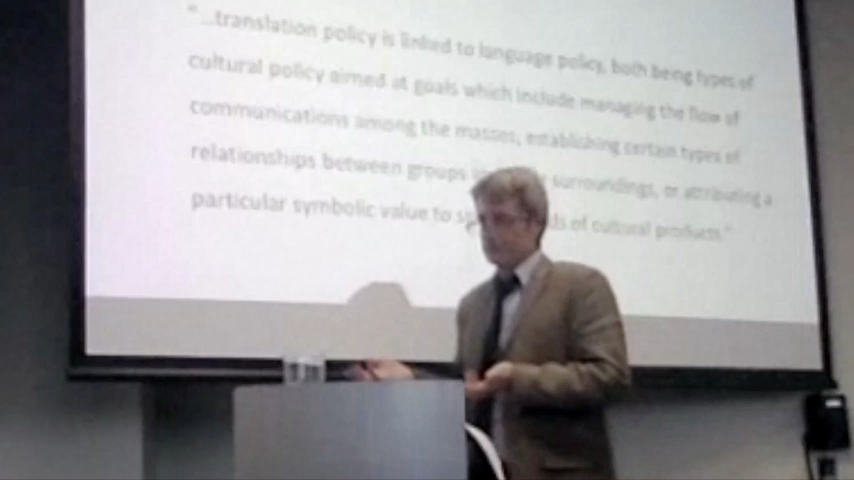 "...translation policy is linked to language policy, both being types of
cultural policy aimed at goals which include managing the flow of
communications among the masses, establishing certain types of
relationships between groups surroundings, or attributing a
particular symbolic value to of cultural products."